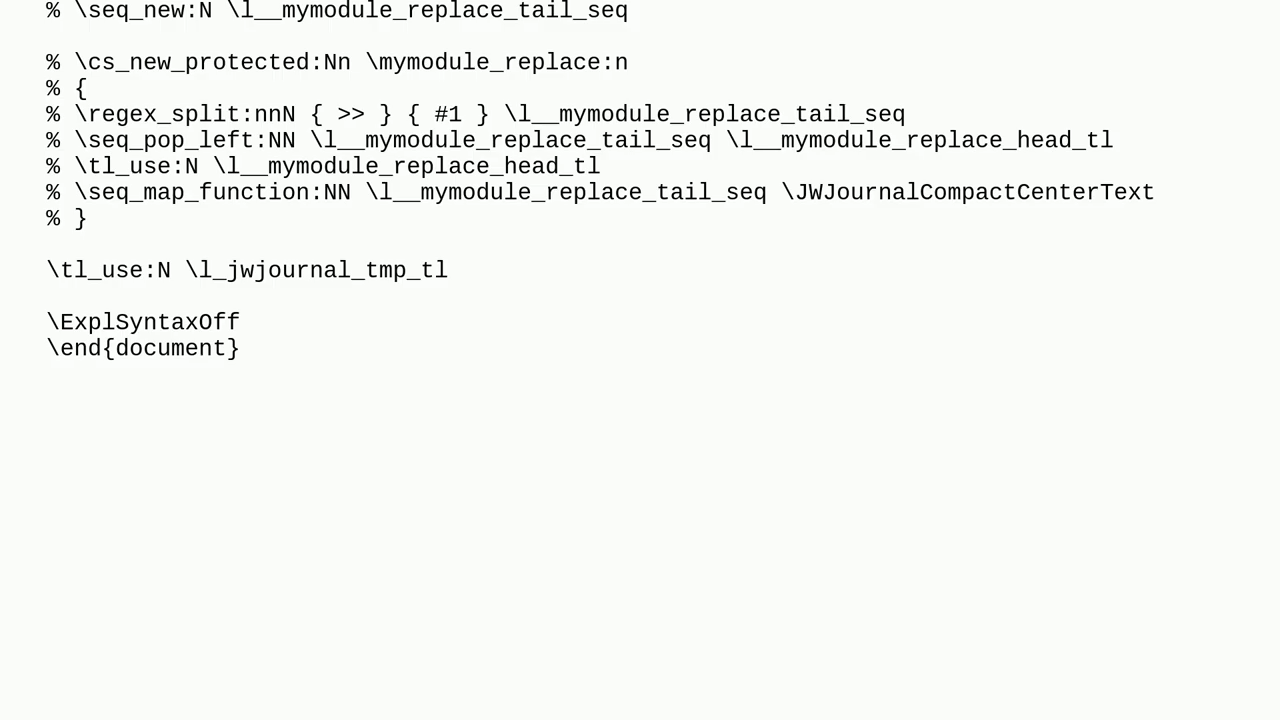 % \seq_new:N \l__mymodule_replace_tail_seq
% \cs_new_protected:Nn \mymodule_replace:n
% {
% \regex_split:nnN { >> } { #1 } \l__mymodule_replace_tail_seq
% \seq_pop_left:NN \l__mymodule_replace_tail_seq \l__mymodule_replace_head_tl
% \tl_use:N \l__mymodule_replace_head_tl
% \seq_map_function:NN \l__mymodule_replace_tail_seq \JWJournalCompactCenterText
% }
\tl_use:N \l_jwjournal_tmp_tl
\ExplSyntaxOff
\end{document}